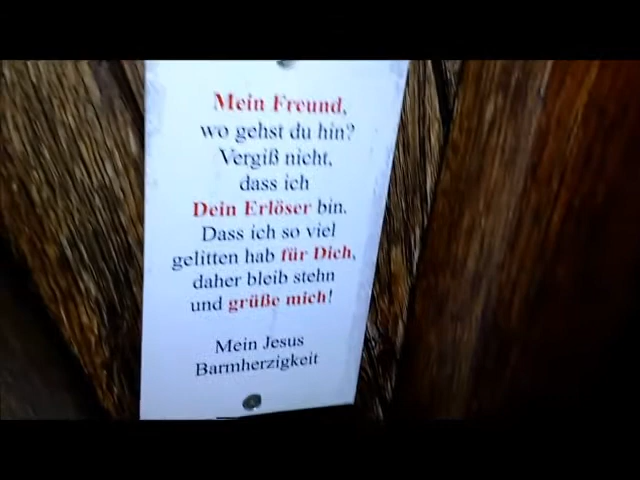 Mein Freund,
wo gehst du hin?
Vergiß nicht,
dass ich
Dein Erlöser bin.
Dass ich so viel
gelitten hab für Dich,
daher bleib stehn
und grüße mich!
Mein Jesus
Barmherzigkeit